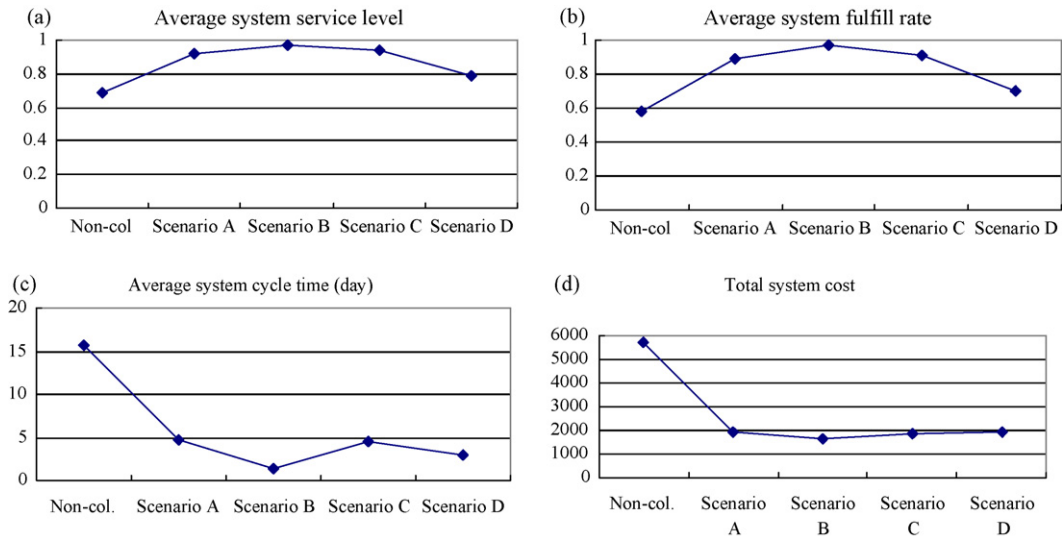 (a)
Average system service level
1
0.8
0.6
0.4
0.2
0
Non-col Scenario A Scenario B Scenario C Scenario D
(b)
Average system fulfill rate
1
0.8
0.6
0.4
0.2
0
Non-col Scenario A Scenario B Scenario C Scenario D
(c)
Average system cycle time (day)
20
15
10
5
0
Non-col. Scenario A Scenario B Scenario C Scenario D
(d)
Total system cost
6000
5000
4000
3000
2000
1000
0
Non-col. Scenario Scenario Scenario Scenario
A B C D